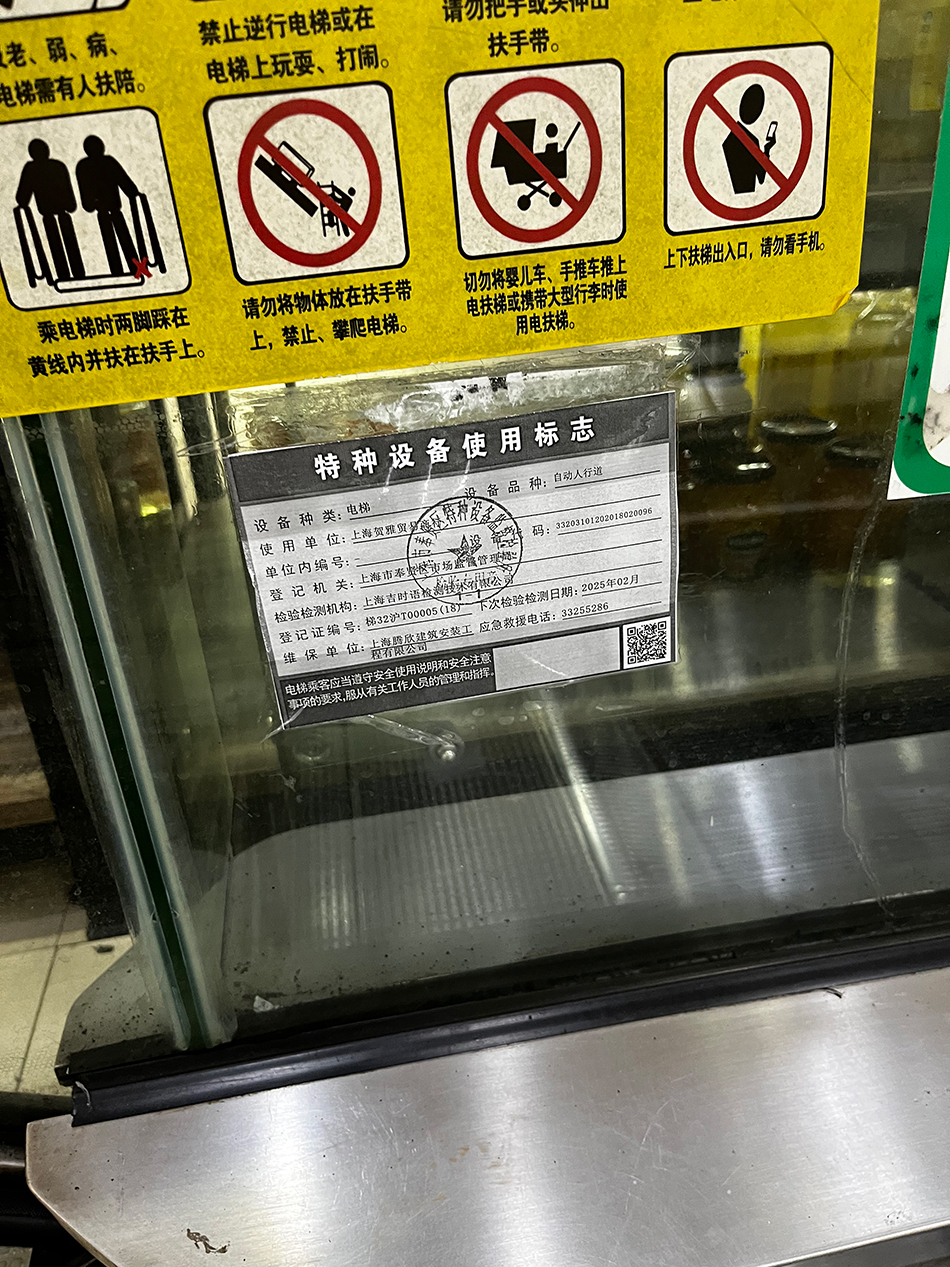 老、弱、病、
电梯需有人扶陪。
禁止逆行电梯或在
电梯上玩耍、打闹。
请勿把手或头伸出
扶手带。
乘电梯时两脚踩在
黄线内并扶在扶手上。
请勿将物体放在扶手带
上，禁止、攀爬电梯。
切勿将婴儿车、手推车推上
电扶梯或携带大型行李时使
用电扶梯。
上下扶梯出入口，请勿看手机。
特种设备使用标志
设备种类：电梯 设备品种：自动人行道
使用单位：上海贺雅贸易
单位内编号：— 设备 码：33203101202018020096
登记机关：上海市奉贤区市场监督管理局
检验检测机构：上海吉时语检测技术有限公司
登记证编号：梯32沪T00005(18) 下次检验检测日期：2025年02月
维保单位：上海腾欣建筑安装工程有限公司 应急救援电话：33255286
电梯乘客应当遵守安全使用说明和安全注意
事项的要求，服从有关工作人员的管理和指挥。